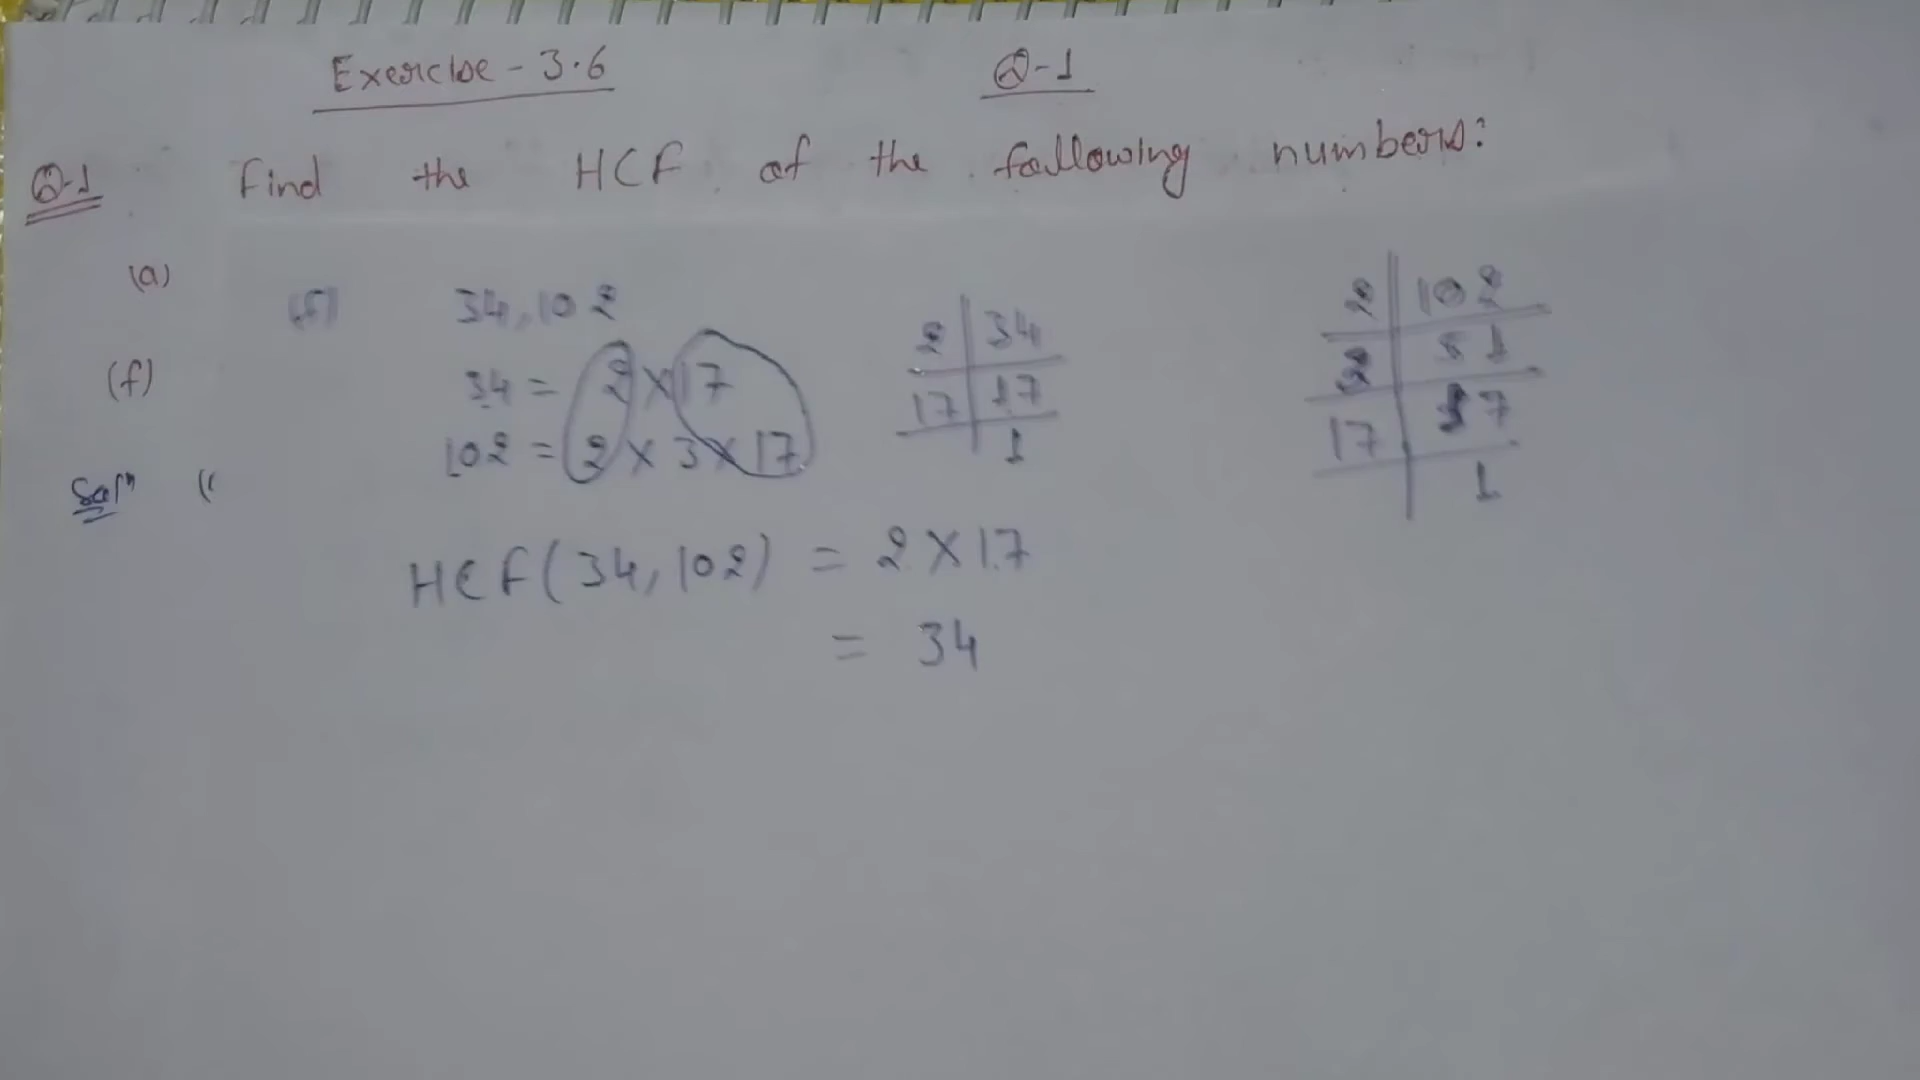 Exercise - 3.6 Q-1
Q-1 Find the HCF of the following numbers:
(a)
(f) 34, 102
(f) 34 = 2 × 17
102 = 2 × 3 × 17
Solⁿ (
HCF(34, 102) = 2 × 17
= 34
2 | 34
17 | 17
1
2 | 102
51
17 | 17
1